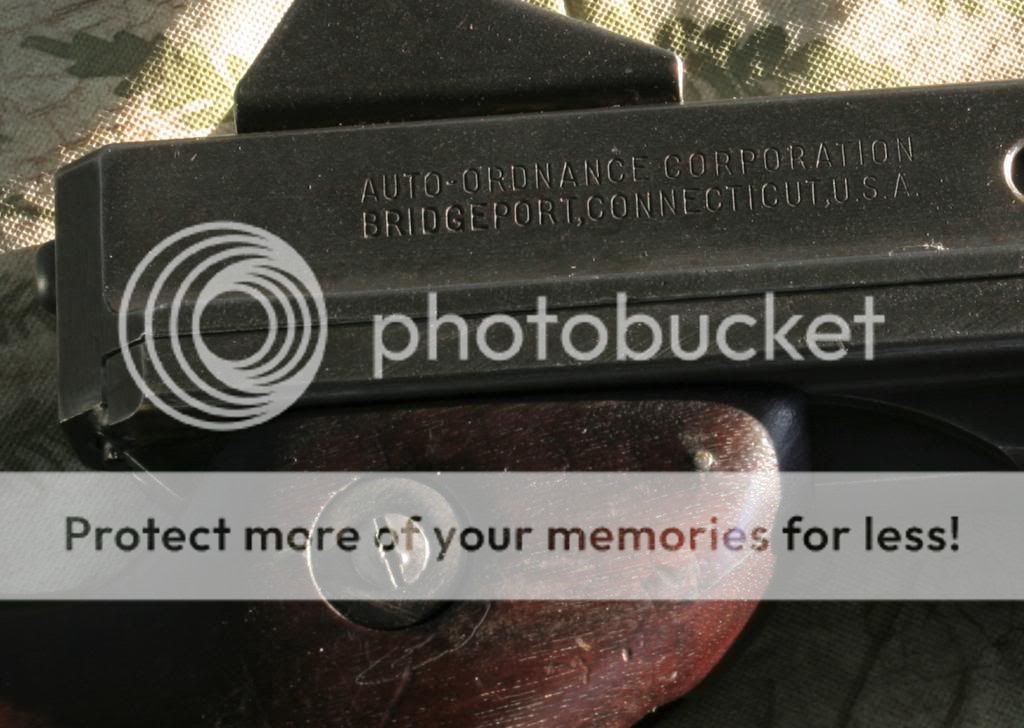 AUTO-ORDNANCE CORPORATION
BRIDGEPORT, CONNECTICUT, U.S.A.
photobucket
Protect more of your memories for less!